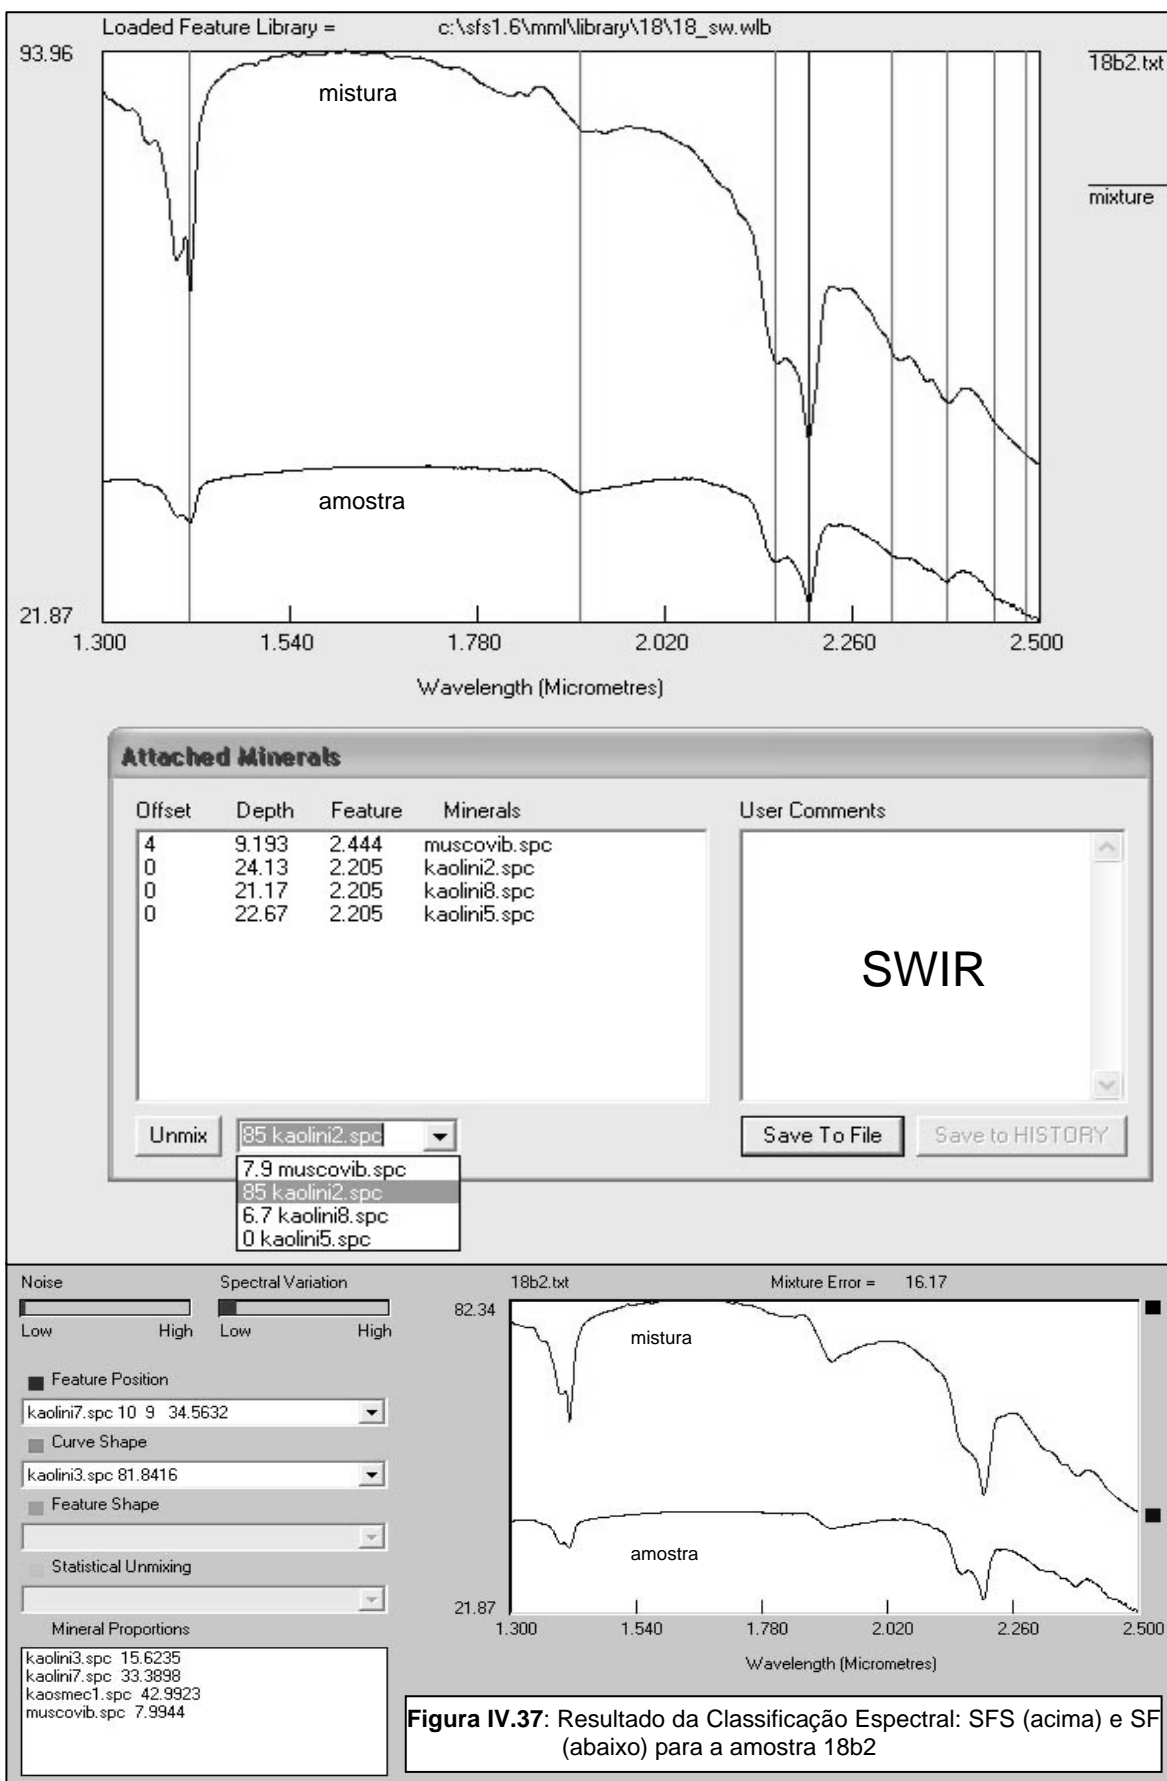 Loaded Feature Library = c:\sfs1.6\mml\library\18\18_sw.wlb
93.96
mistura
18b2.txt
mixture
amostra
21.87
1.300 1.540 1.780 2.020 2.260 2.500
Wavelength (Micrometres)
Attached Minerals
Offset Depth Feature Minerals
4 9.193 2.444 muscovib.spc
0 24.13 2.205 kaolini2.spc
0 21.17 2.205 kaolini8.spc
0 22.67 2.205 kaolini5.spc
User Comments
SWIR
Unmix
85 kaolini2.spc
7.9 muscovib.spc
85 kaolini2.spc
6.7 kaolini8.spc
0 kaolini5.spc
Save To File
Save to HISTORY
Noise
Low High
Spectral Variation
Low High
Feature Position
kaolini7.spc 10 9 34.5632
Curve Shape
kaolini3.spc 81.8416
Feature Shape
Statistical Unmixing
Mineral Proportions
kaolini3.spc 15.6235
kaolini7.spc 33.3898
kaosmec1.spc 42.9923
muscovib.spc 7.9944
18b2.txt Mixture Error = 16.17
82.34
mistura
amostra
21.87
1.300 1.540 1.780 2.020 2.260 2.500
Wavelength (Micrometres)
Figura IV.37: Resultado da Classificação Espectral: SFS (acima) e SF
(abaixo) para a amostra 18b2